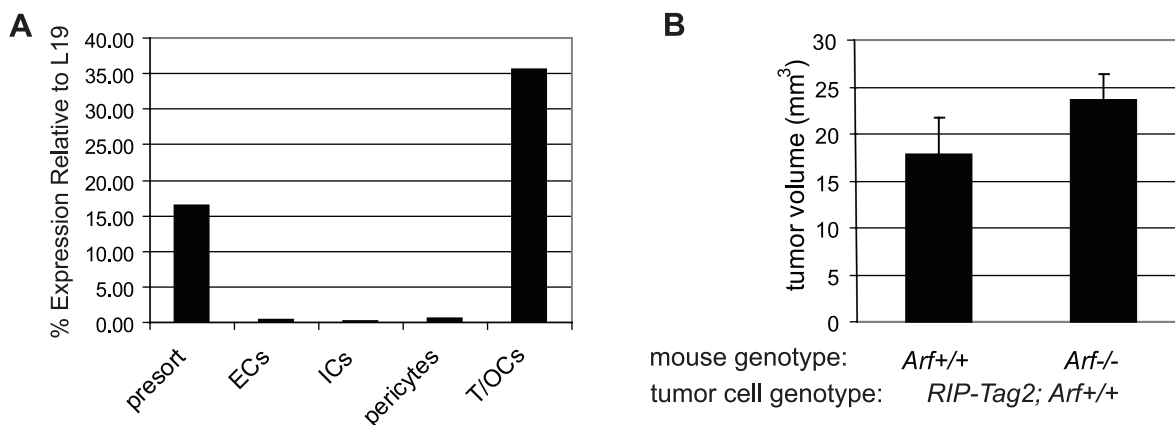 A
% Expression Relative to L19
40.00
35.00
30.00
25.00
20.00
15.00
10.00
5.00
0.00
presort
ECs
ICs
pericytes
T/OCs
B
tumor volume (mm³)
30
25
20
15
10
5
0
mouse genotype: Arf+/+ Arf-/-
tumor cell genotype: RIP-Tag2; Arf+/+